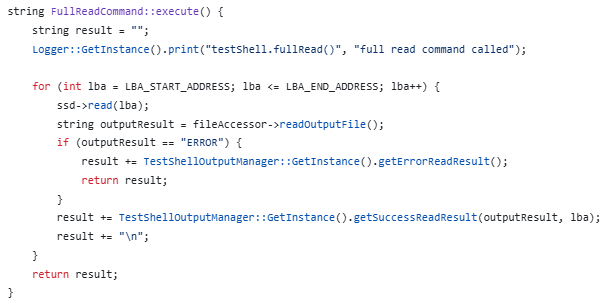 string FullReadCommand::execute() {
    string result = "";
    Logger::GetInstance().print("testShell.fullRead()", "full read command called");

    for (int lba = LBA_START_ADDRESS; lba <= LBA_END_ADDRESS; lba++) {
        ssd->read(lba);
        string outputResult = fileAccessor->readOutputFile();
        if (outputResult == "ERROR") {
            result += TestShellOutputManager::GetInstance().getErrorReadResult();
            return result;
        }
        result += TestShellOutputManager::GetInstance().getSuccessReadResult(outputResult, lba);
        result += "\n";
    }
    return result;
}